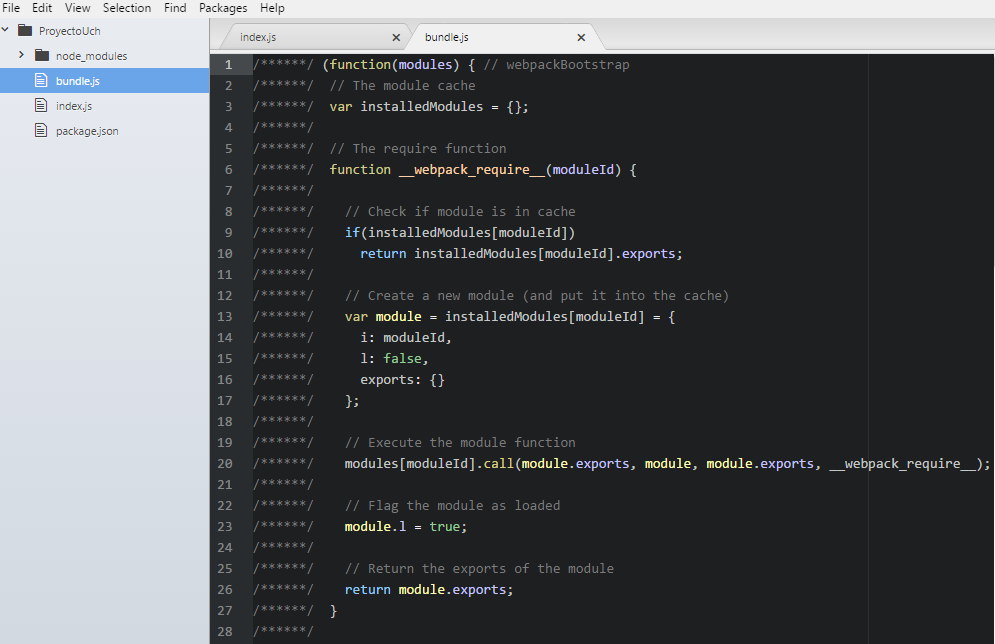 File Edit View Selection Find Packages Help
ProyectoUch
node_modules
bundle.js
index.js
package.json
index.js × bundle.js ×
1 /******/ (function(modules) { // webpackBootstrap
2 /******/ 	// The module cache
3 /******/ 	var installedModules = {};
4 /******/
5 /******/ 	// The require function
6 /******/ 	function __webpack_require__(moduleId) {
7 /******/
8 /******/ 		// Check if module is in cache
9 /******/ 		if(installedModules[moduleId])
10 /******/ 			return installedModules[moduleId].exports;
11 /******/
12 /******/ 		// Create a new module (and put it into the cache)
13 /******/ 		var module = installedModules[moduleId] = {
14 /******/ 			i: moduleId,
15 /******/ 			l: false,
16 /******/ 			exports: {}
17 /******/ 		};
18 /******/
19 /******/ 		// Execute the module function
20 /******/ 		modules[moduleId].call(module.exports, module, module.exports, __webpack_require__);
21 /******/
22 /******/ 		// Flag the module as loaded
23 /******/ 		module.l = true;
24 /******/
25 /******/ 		// Return the exports of the module
26 /******/ 		return module.exports;
27 /******/ 	}
28 /******/